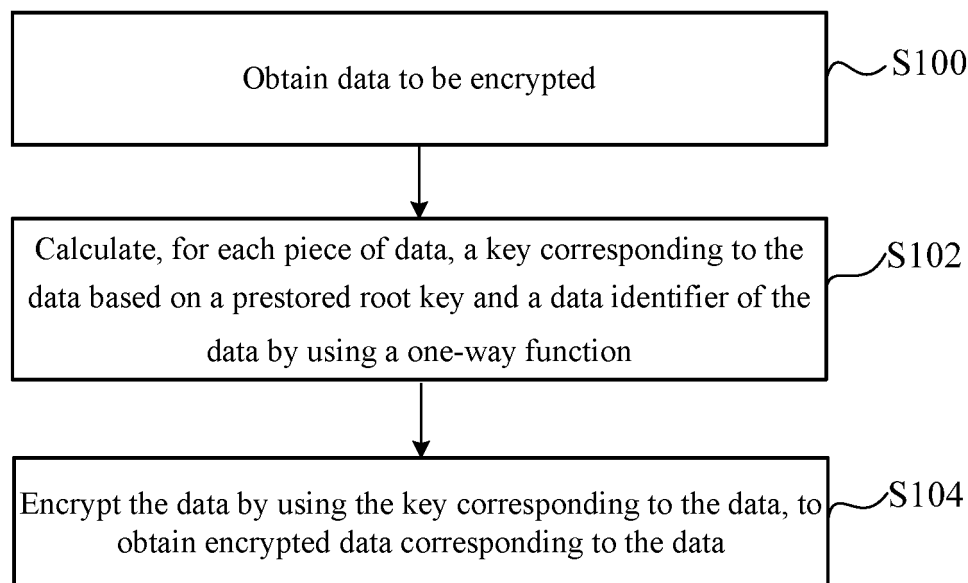 Obtain data to be encrypted
S100
Calculate, for each piece of data, a key corresponding to the
data based on a prestored root key and a data identifier of the
data by using a one-way function
S102
Encrypt the data by using the key corresponding to the data, to
obtain encrypted data corresponding to the data
S104